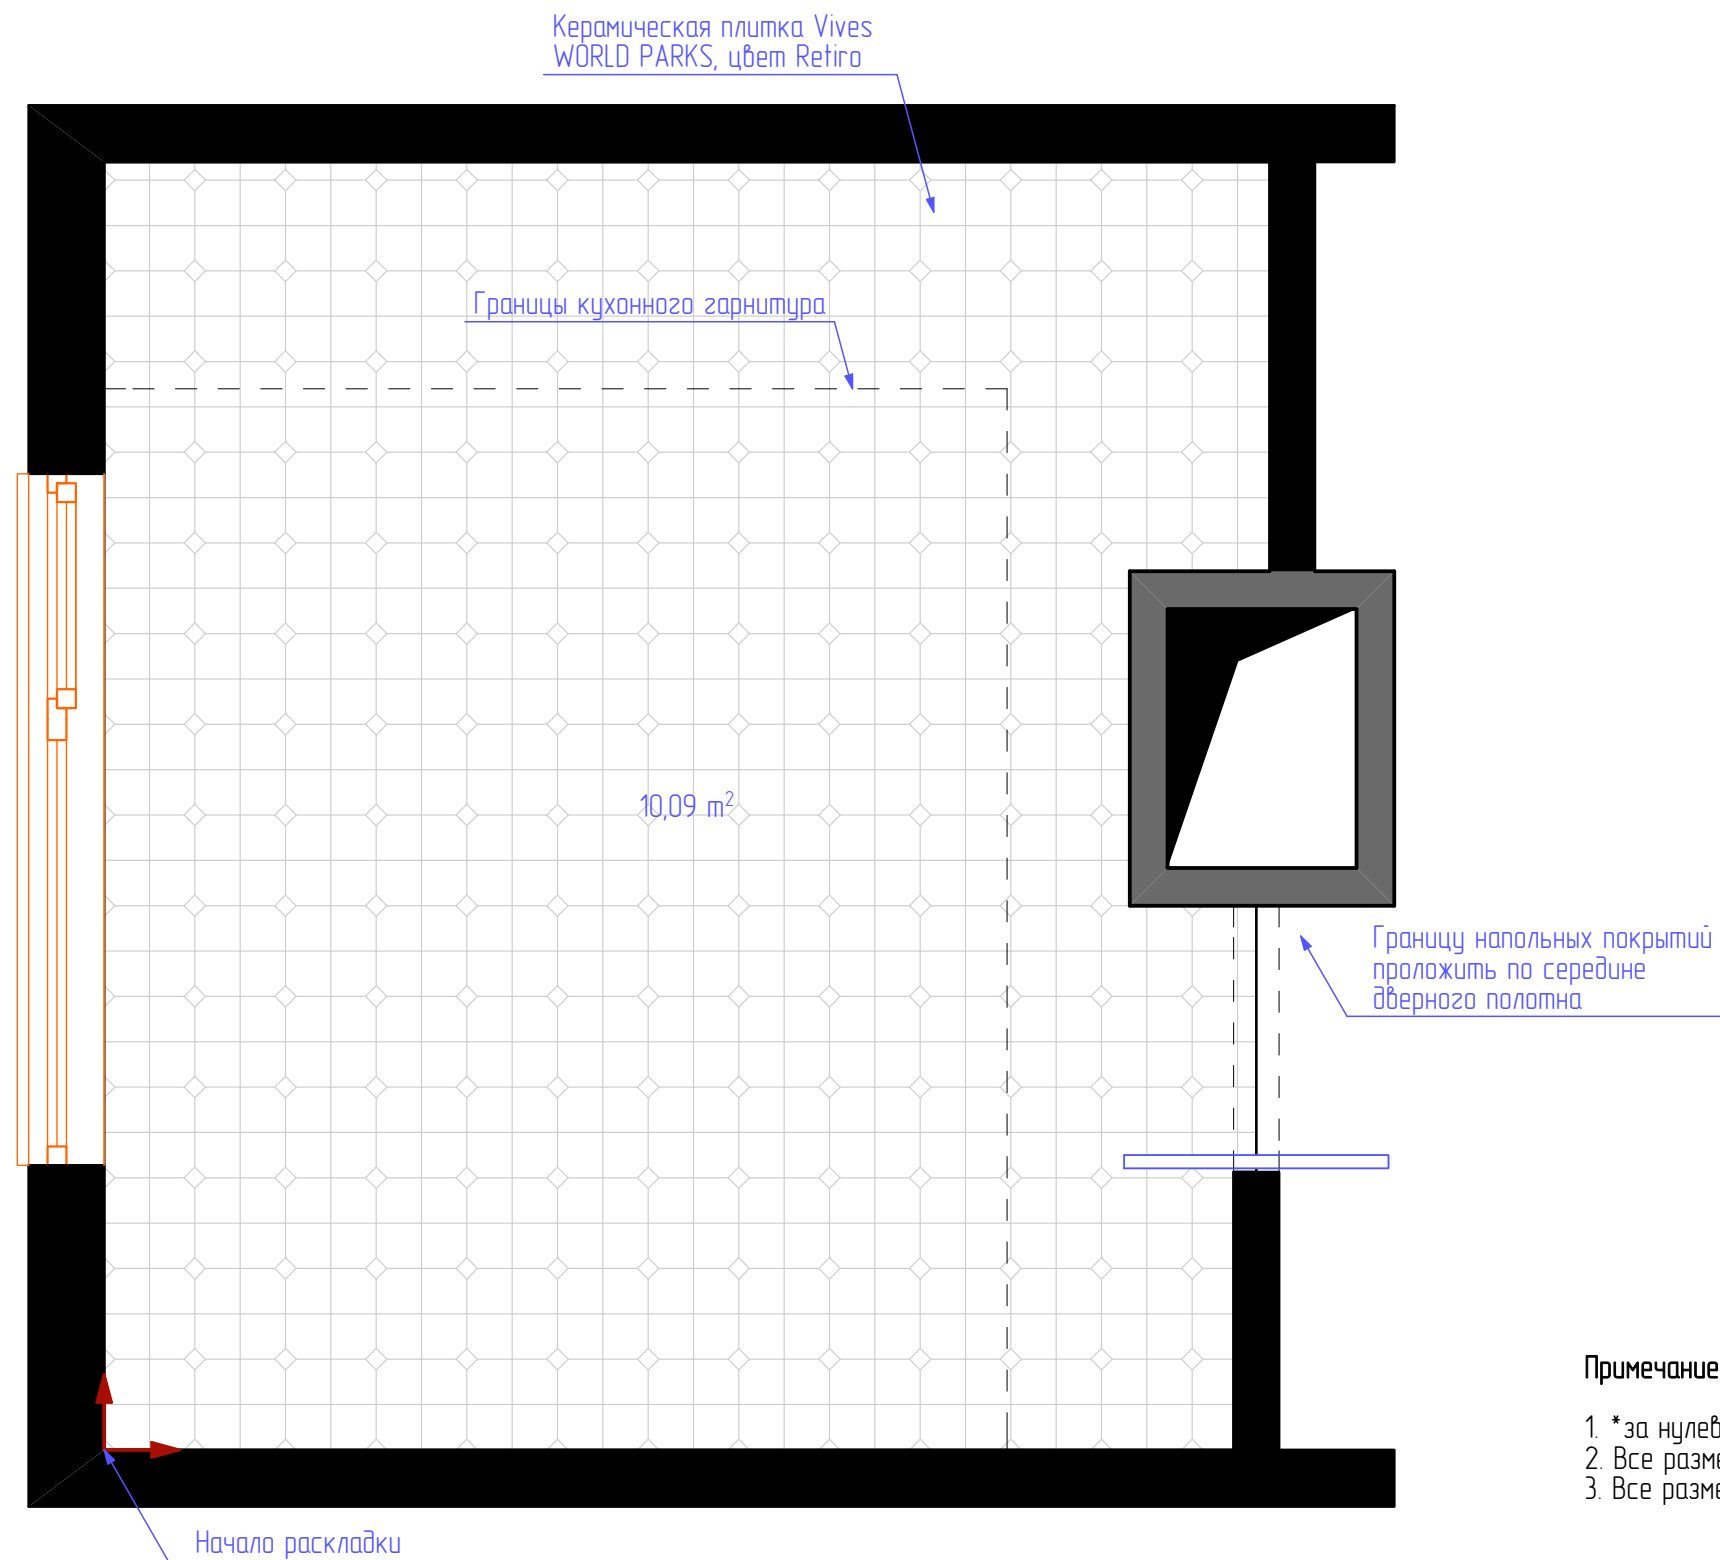 Керамическая плитка Vives
WORLD PARKS, цвет Retiro
Границы кухонного гарнитура
10,09 m²
Границу напольных покрытий
проложить по середине
дверного полотна
Примечание
1. *за нулев
2. Все разме
3. Все разме
Начало раскладки